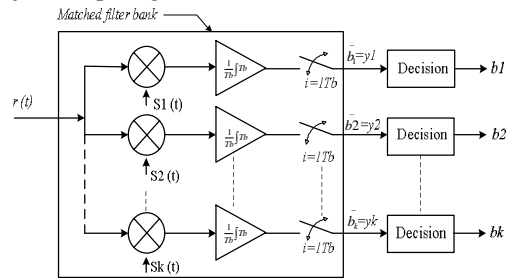 Matched filter bank
r (t)
1/Tb ∫Tb
i=1Tb
S1 (t)
b̄1=y1
Decision
b1
1/Tb ∫Tb
i=1Tb
S2 (t)
b̄2=y2
Decision
b2
1/Tb ∫Tb
i=1Tb
Sk (t)
b̄k=yk
Decision
bk